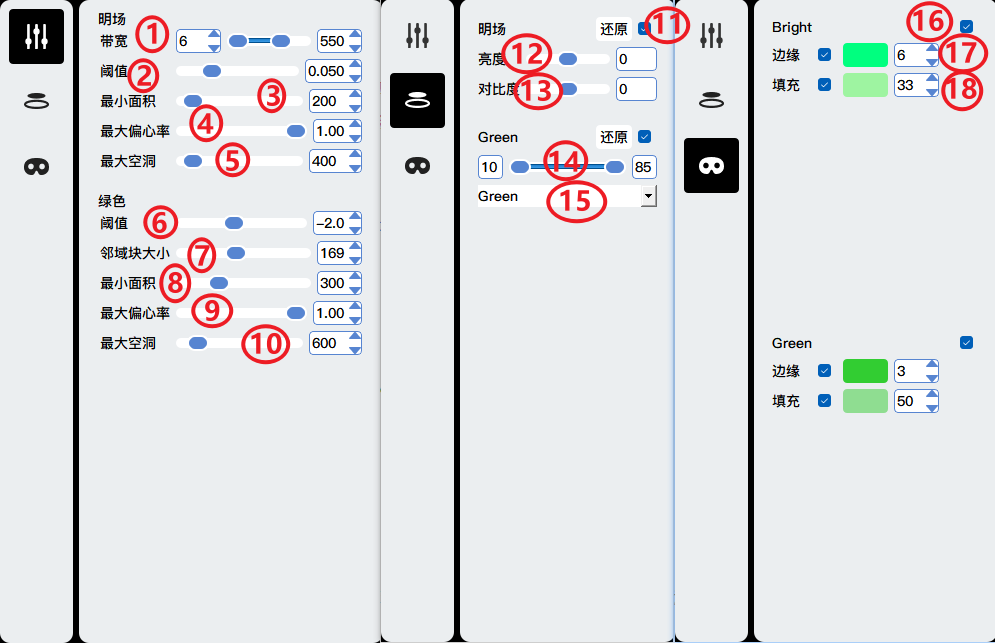 明场
带宽 ① 6 550
阈值 ② 0.050
最小面积 ③ 200
最大偏心率 ④ 1.00
最大空洞 ⑤ 400
绿色
阈值 ⑥ −2.0
邻域块大小 ⑦ 169
最小面积 ⑧ 300
最大偏心率 ⑨ 1.00
最大空洞 ⑩ 600
明场 还原 ⑪
亮度 ⑫ 0
对比度 ⑬ 0
Green 还原
10 ⑭ 85
Green ⑮
Bright ⑯
边缘 6 ⑰
填充 33 ⑱
Green
边缘 3
填充 50